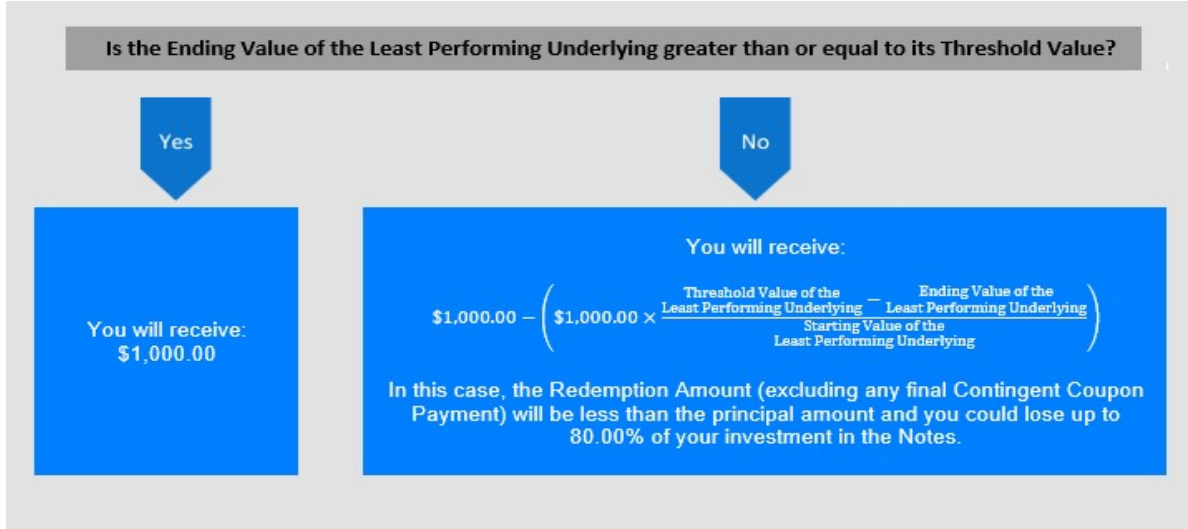 Is the Ending Value of the Least Performing Underlying greater than or equal to its Threshold Value?
Yes
No
You will receive:
$1,000.00
You will receive:
$1,000.00 − ($1,000.00 × (Threshold Value of the Least Performing Underlying − Ending Value of the Least Performing Underlying) / Starting Value of the Least Performing Underlying)
In this case, the Redemption Amount (excluding any final Contingent Coupon
Payment) will be less than the principal amount and you could lose up to
80.00% of your investment in the Notes.